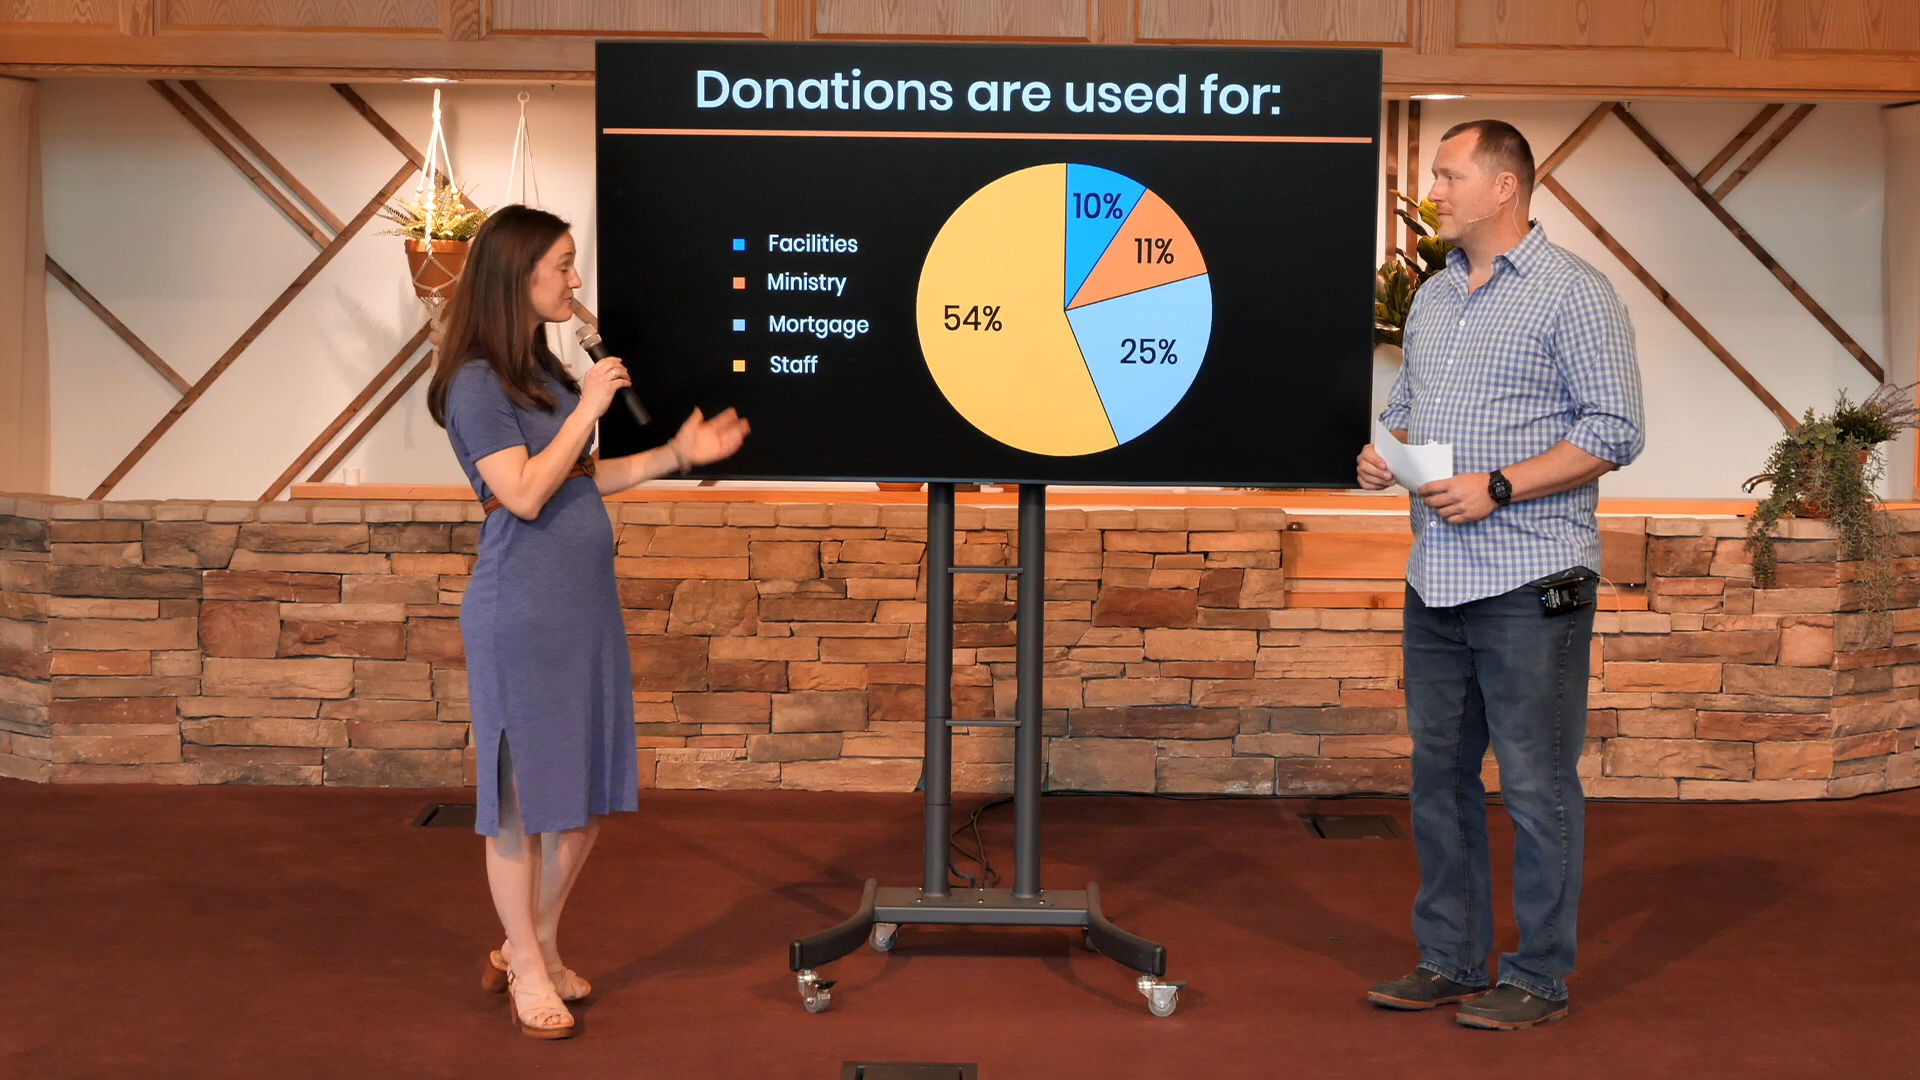 Donations are used for:
Facilities
Ministry
Mortgage
Staff
10%
11%
25%
54%